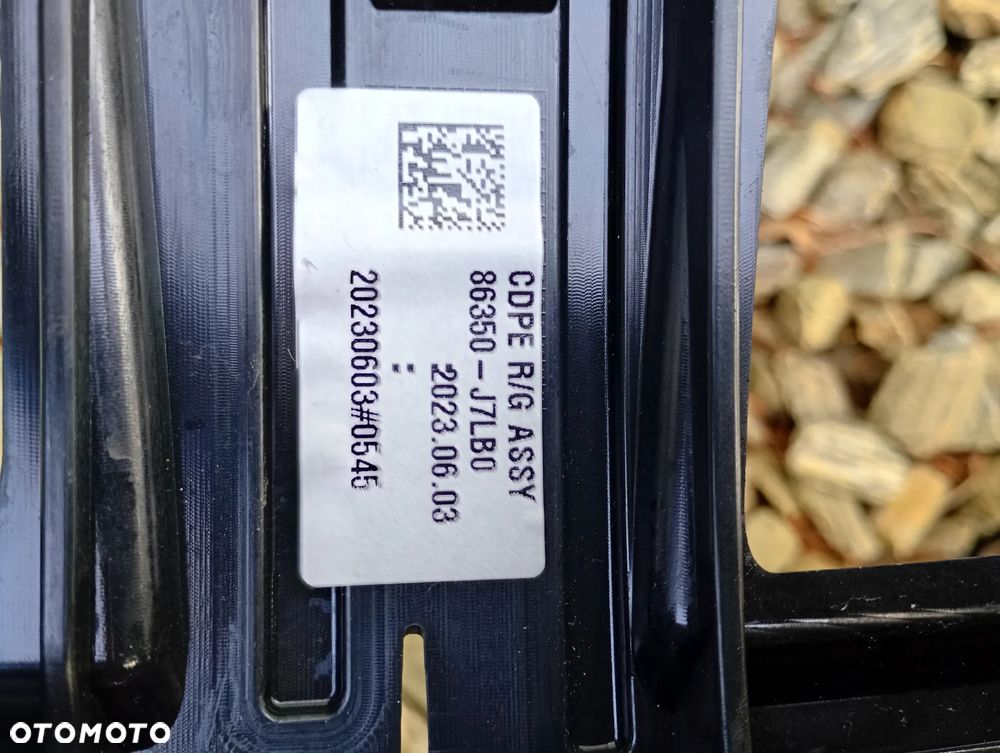 CDPE R/G ASSY
86350-J7LB0
2023.06.03
:
20230603#0545
OTOMOTO